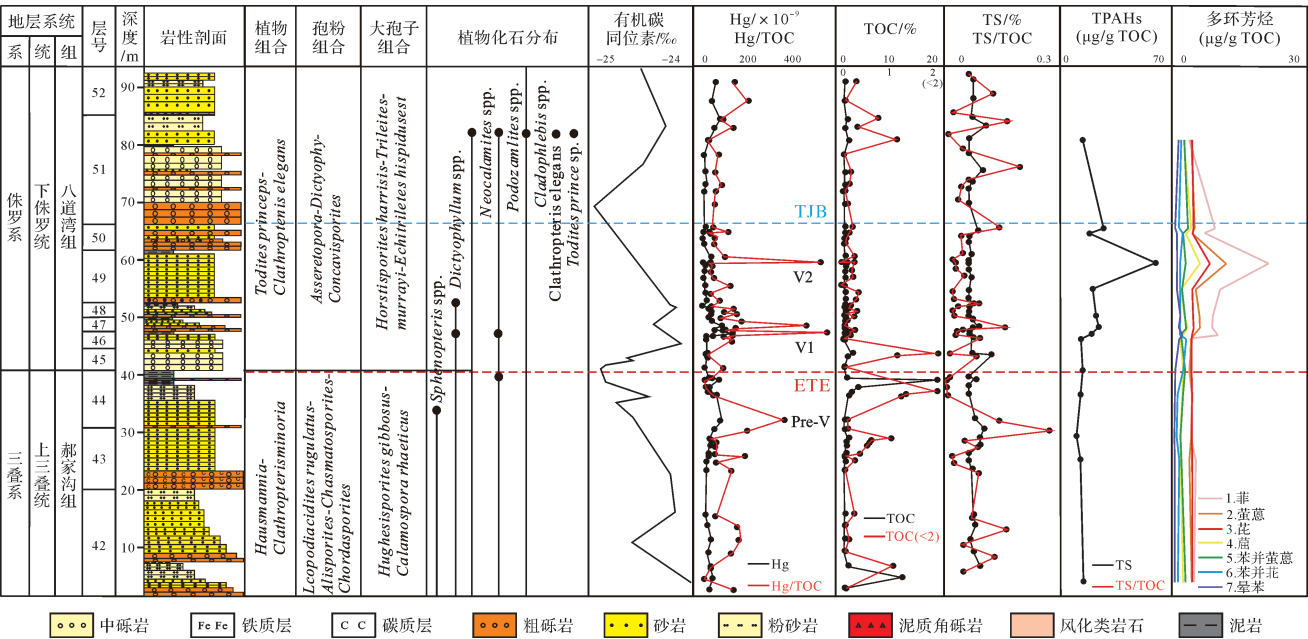 地层系统
系 统 组
层号
深度/m
岩性剖面
植物
组合
孢粉
组合
大孢子
组合
植物化石分布
有机碳
同位素/‰
−25 −24
Hg/×10⁻⁹
Hg/TOC
0 200 400
TOC/%
0 1 2
(<2)
TS/%
TS/TOC
0 0.3
TPAHs
(μg/g TOC)
0 70
多环芳烃
(μg/g TOC)
0 30
侏罗系
下侏罗统
八道湾组
三叠系
上三叠统
郝家沟组
52
51
50
49
48
47
46
45
44
43
42
90
80
70
60
50
40
30
20
10
Todites princeps-
Clathroptenis elegans
Hausmannia-
Clathropterisminoria
Asseretopora-Dictyophy-
Concavisporites
Lcopodiacidites rugulatus-
Alisporites-Chasmatosporites-
Chordasporites
Horstisporites harrisis-Trileites-
murrayi-Echitriletes hispidusest
Hughesisporites gibbosus-
Calamospora rhaeticus
Sphenopteris spp.
Dictyophyllum spp.
Neocalamites spp.
Podozamlites spp.
Cladophlebis spp.
Clathropteris elegans
Todites prince sp.
TJB
V2
V1
ETE
Pre-V
Hg
Hg/TOC
TOC
TOC(<2)
TS
TS/TOC
1.菲
2.萤蒽
3.芘
4.䓛
5.苯并萤蒽
6.苯并芘
7.晕苯
中砾岩
Fe Fe 铁质层
C C 碳质层
粗砾岩
砂岩
粉砂岩
泥质角砾岩
风化类岩石
泥岩